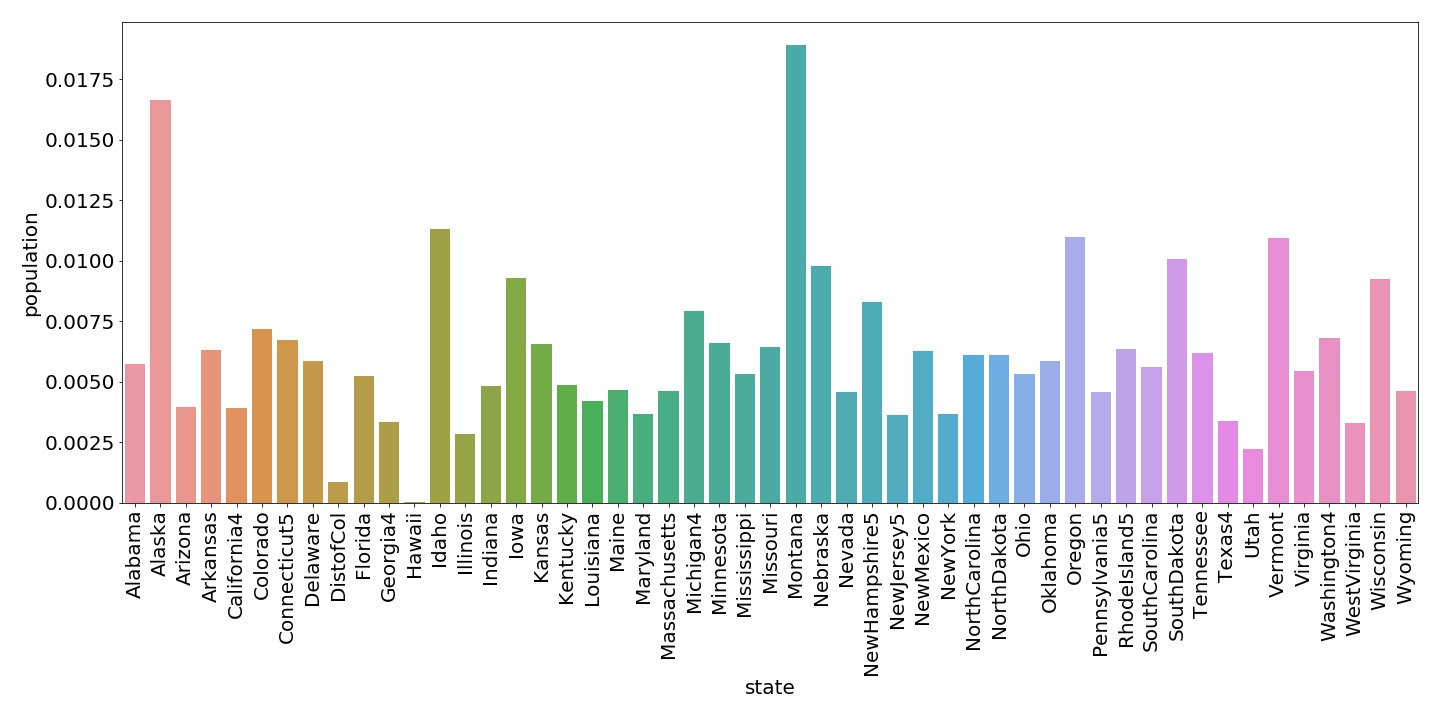 population
0.0175
0.0150
0.0125
0.0100
0.0075
0.0050
0.0025
0.0000
Alabama
Alaska
Arizona
Arkansas
California4
Colorado
Connecticut5
Delaware
DistofCol
Florida
Georgia4
Hawaii
Idaho
Illinois
Indiana
Iowa
Kansas
Kentucky
Louisiana
Maine
Maryland
Massachusetts
Michigan4
Minnesota
Mississippi
Missouri
Montana
Nebraska
Nevada
NewHampshire5
NewJersey5
NewMexico
NewYork
NorthCarolina
NorthDakota
Ohio
Oklahoma
Oregon
Pennsylvania5
RhodeIsland5
SouthCarolina
SouthDakota
Tennessee
Texas4
Utah
Vermont
Virginia
Washington4
WestVirginia
Wisconsin
Wyoming
state